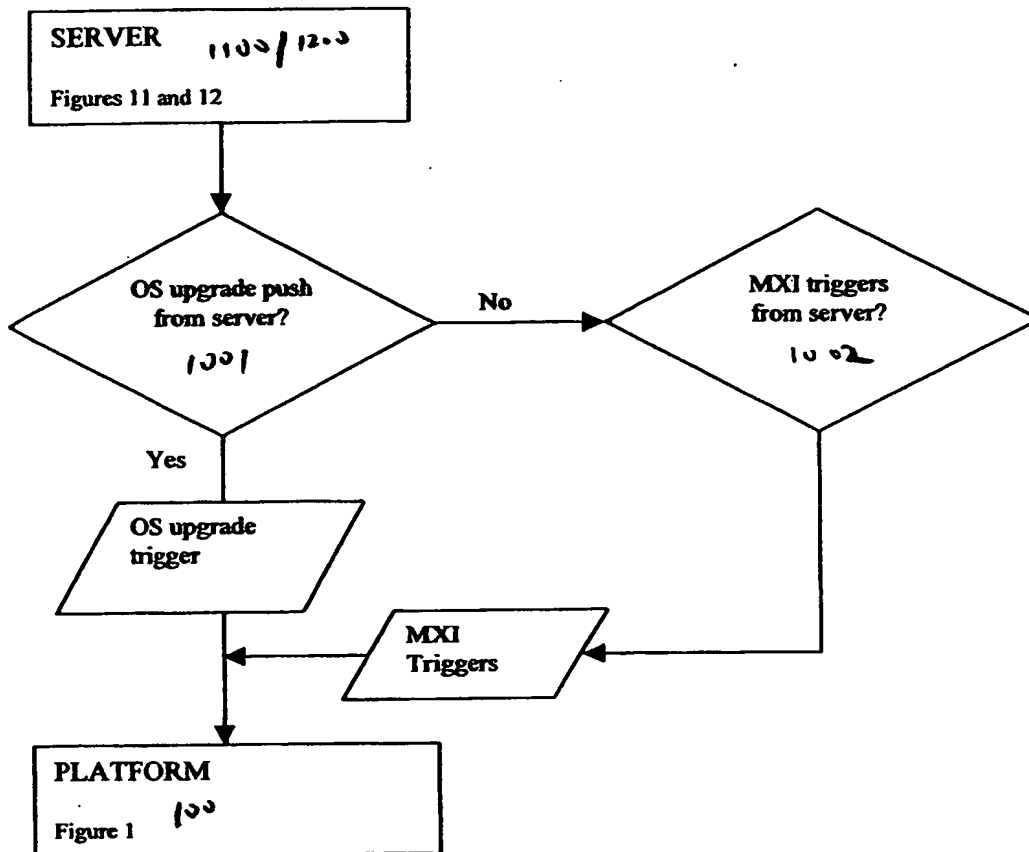 SERVER 1100/1200
Figures 11 and 12
OS upgrade push
from server?
1001
No
MXI triggers
from server?
1002
Yes
OS upgrade
trigger
MXI
Triggers
PLATFORM
Figure 1 100